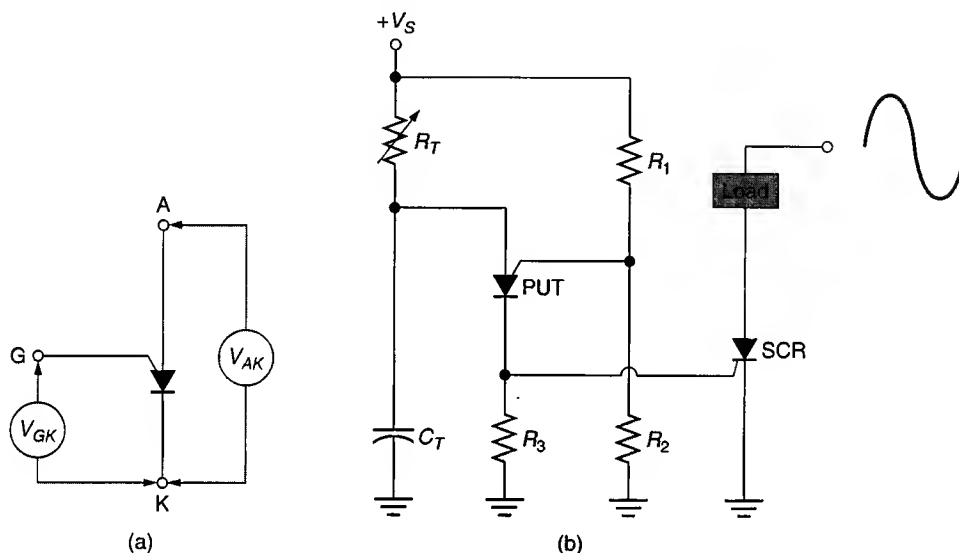 +V_S
R_T
R_1
Load
A
PUT
G
V_AK
SCR
V_GK
C_T
R_3
R_2
K
(a)
(b)